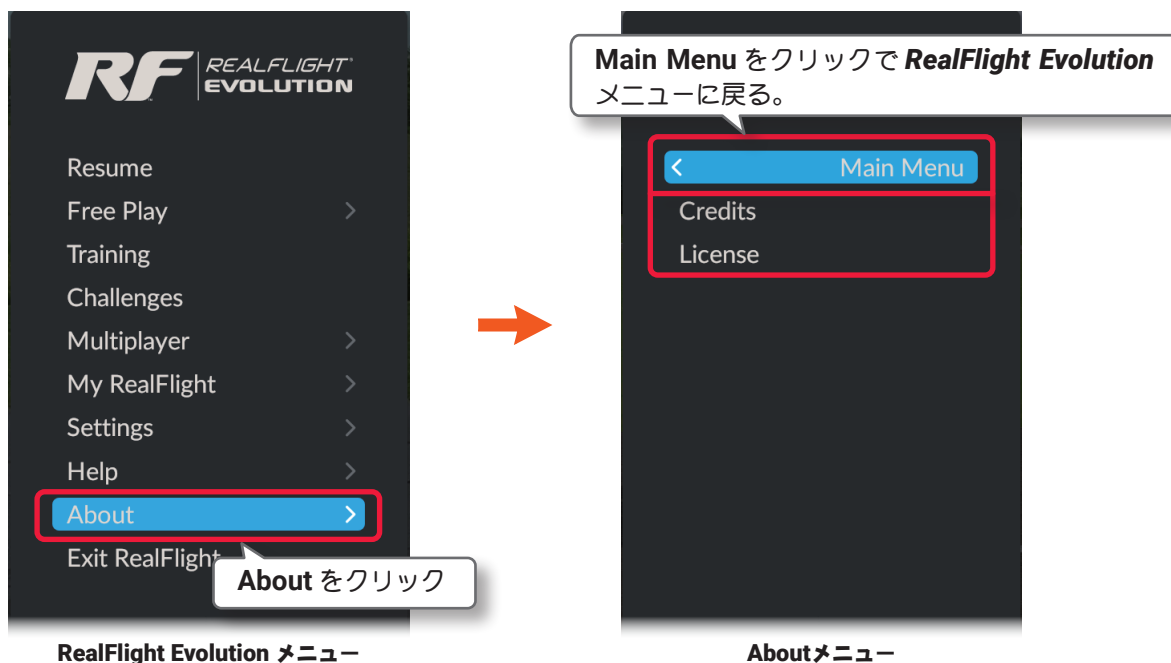 RF REALFLIGHT®
EVOLUTION
Resume
Free Play
Training
Challenges
Multiplayer
My RealFlight
Settings
Help
About
Exit RealFlight
About をクリック
RealFlight Evolution メニュー
Main Menu をクリックで RealFlight Evolution
メニューに戻る。
Main Menu
Credits
License
Aboutメニュー